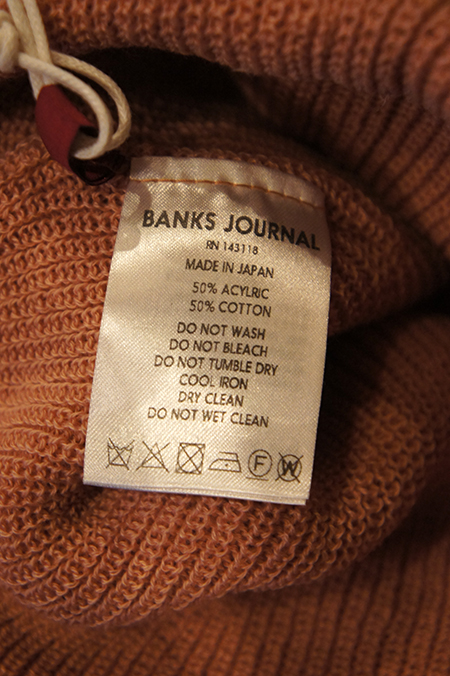 BANKS JOURNAL
RN 143118
MADE IN JAPAN
50% ACYLRIC
50% COTTON
DO NOT WASH
DO NOT BLEACH
DO NOT TUMBLE DRY
COOL IRON
DRY CLEAN
DO NOT WET CLEAN
F W